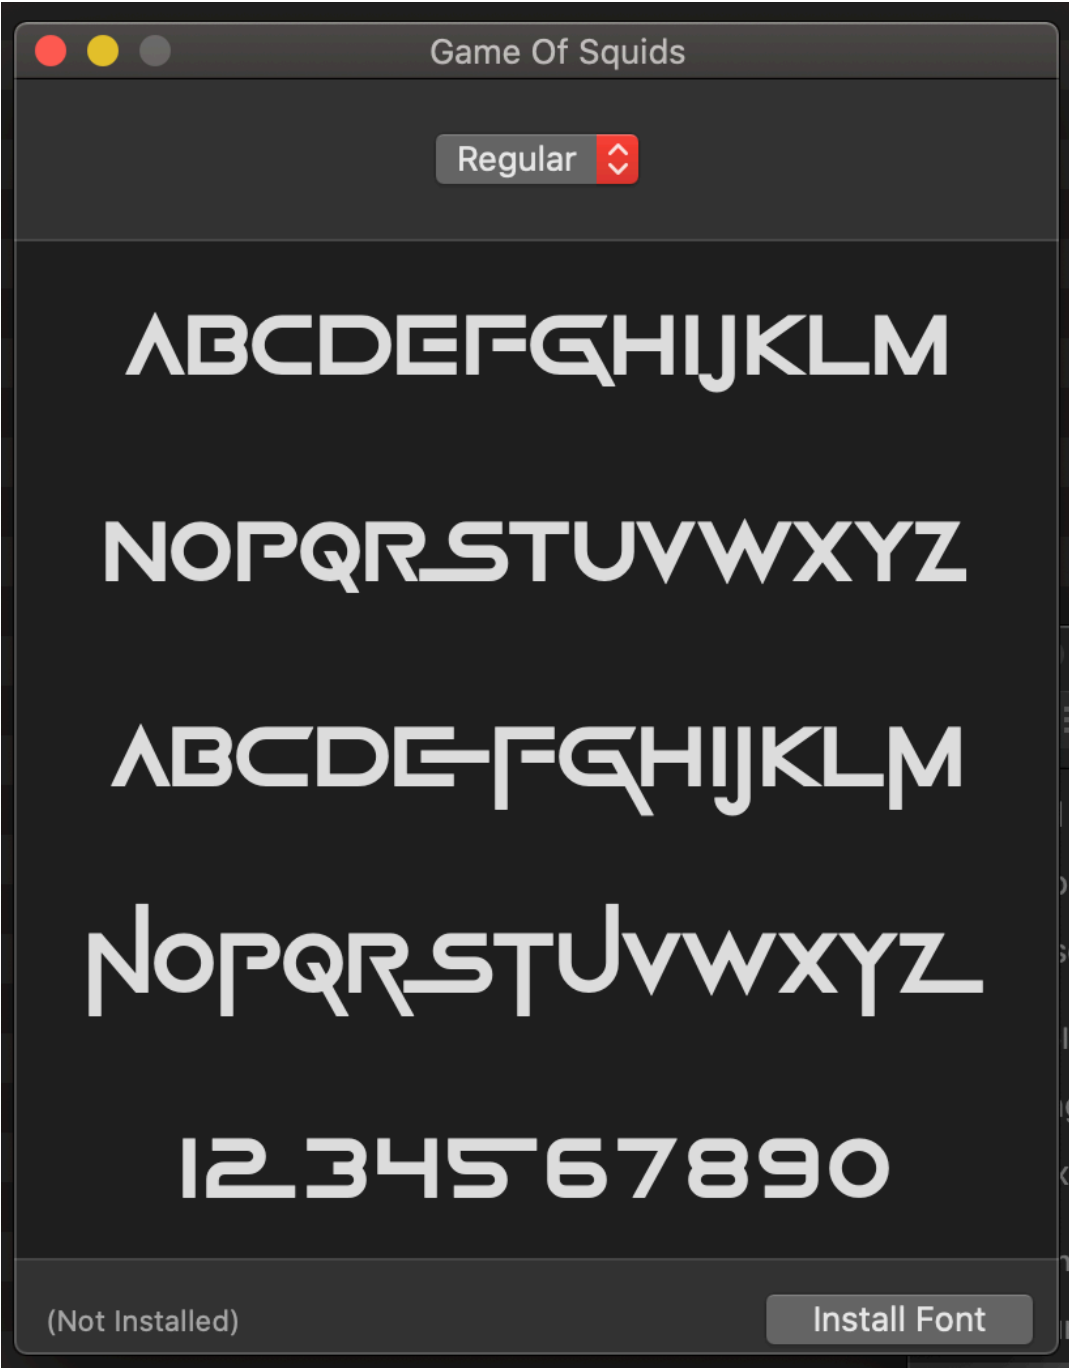 Game Of Squids
Regular
ABCDEFGHIJKLM
NOPQRSTUVWXYZ
ABCDEFGHIJKLM
NOPQRSTUVWXYZ
1234567890
(Not Installed)
Install Font